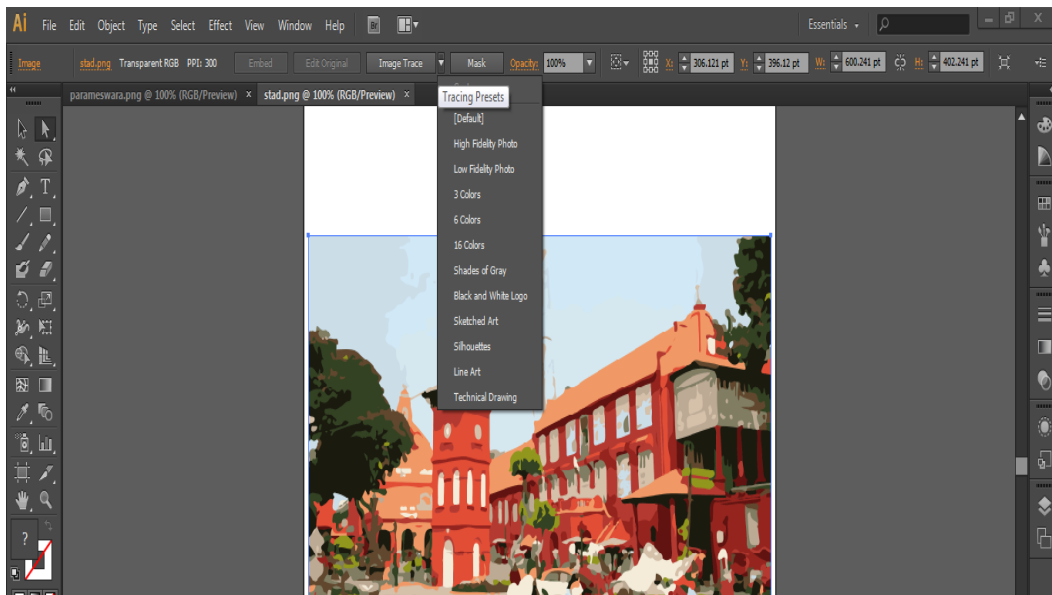 Ai File Edit Object Type Select Effect View Window Help Br Essentials
Image stad.png Transparent RGB PPI: 300 Embed Edit Original Image Trace Mask Opacity: 100% X: 306.121 pt Y: 396.12 pt W: 600.241 pt H: 402.241 pt
parameswara.png @ 100% (RGB/Preview) × stad.png @ 100% (RGB/Preview) ×
Tracing Presets
[Default]
High Fidelity Photo
Low Fidelity Photo
3 Colors
6 Colors
16 Colors
Shades of Gray
Black and White Logo
Sketched Art
Silhouettes
Line Art
Technical Drawing
?